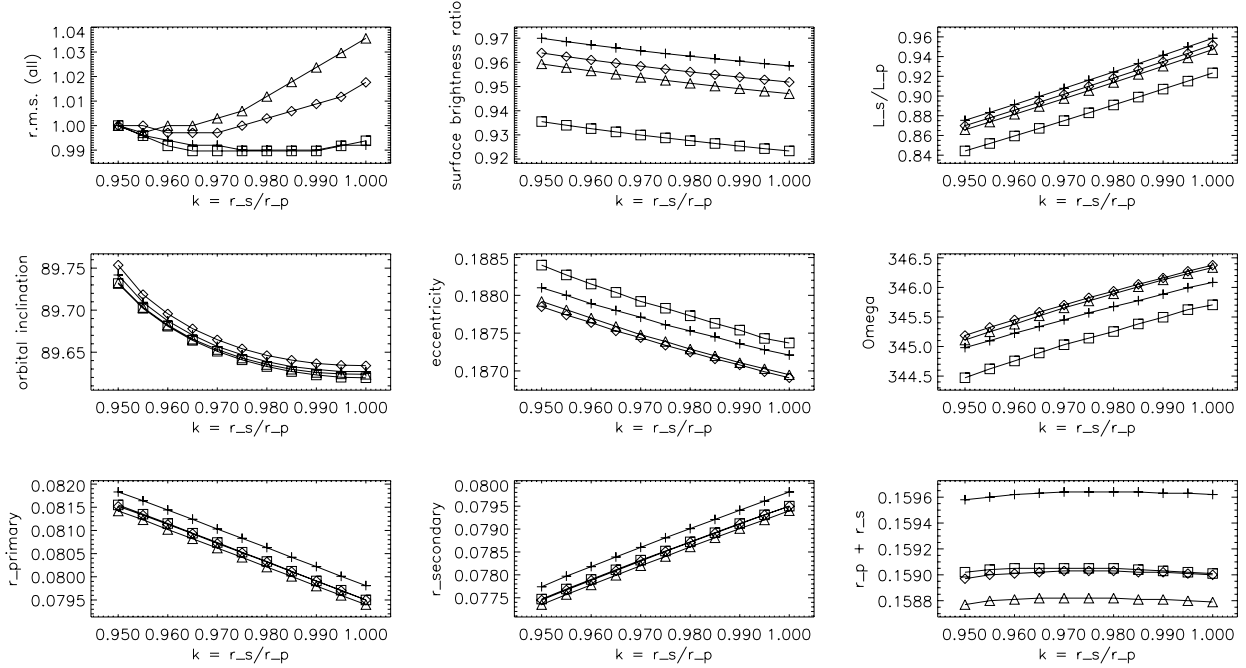 r.m.s. (all)
1.04
1.03
1.02
1.00
0.99
0.950 0.960 0.970 0.980 0.990 1.000
k = r_s/r_p
surface brightness ratio
0.97
0.96
0.95
0.94
0.93
0.92
0.950 0.960 0.970 0.980 0.990 1.000
k = r_s/r_p
L_s/L_p
0.96
0.94
0.92
0.90
0.88
0.86
0.84
0.950 0.960 0.970 0.980 0.990 1.000
k = r_s/r_p
orbital inclination
89.75
89.70
89.65
0.950 0.960 0.970 0.980 0.990 1.000
k = r_s/r_p
eccentricity
0.1885
0.1880
0.1875
0.1870
0.950 0.960 0.970 0.980 0.990 1.000
k = r_s/r_p
Omega
346.5
346.0
345.5
345.0
344.5
0.950 0.960 0.970 0.980 0.990 1.000
k = r_s/r_p
r_primary
0.0820
0.0815
0.0810
0.0805
0.0800
0.0795
0.950 0.960 0.970 0.980 0.990 1.000
k = r_s/r_p
r_secondary
0.0800
0.0795
0.0790
0.0785
0.0780
0.0775
0.950 0.960 0.970 0.980 0.990 1.000
k = r_s/r_p
r_p + r_s
0.1596
0.1594
0.1592
0.1590
0.1588
0.950 0.960 0.970 0.980 0.990 1.000
k = r_s/r_p